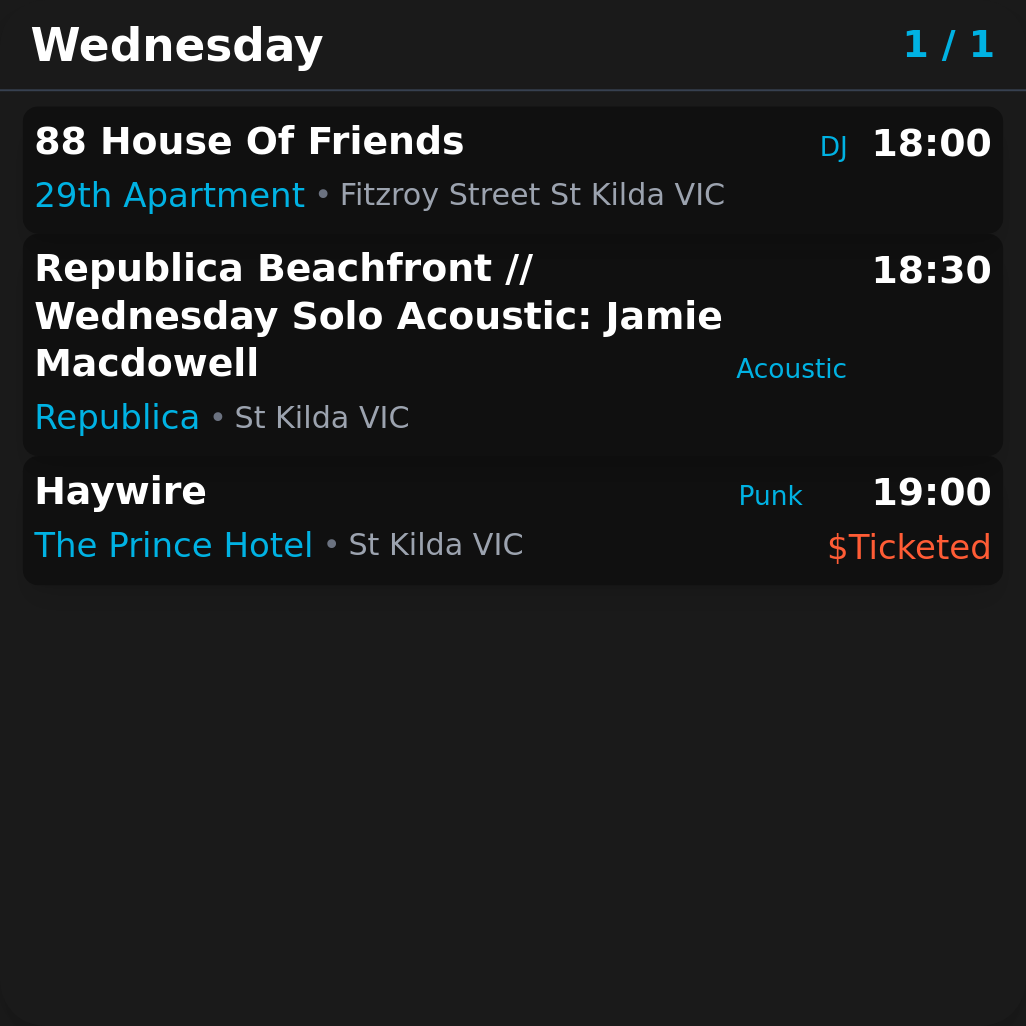 Wednesday 1 / 1
88 House Of Friends DJ 18:00
29th Apartment • Fitzroy Street St Kilda VIC
Republica Beachfront // 18:30
Wednesday Solo Acoustic: Jamie
Macdowell Acoustic
Republica • St Kilda VIC
Haywire Punk 19:00
The Prince Hotel • St Kilda VIC $Ticketed